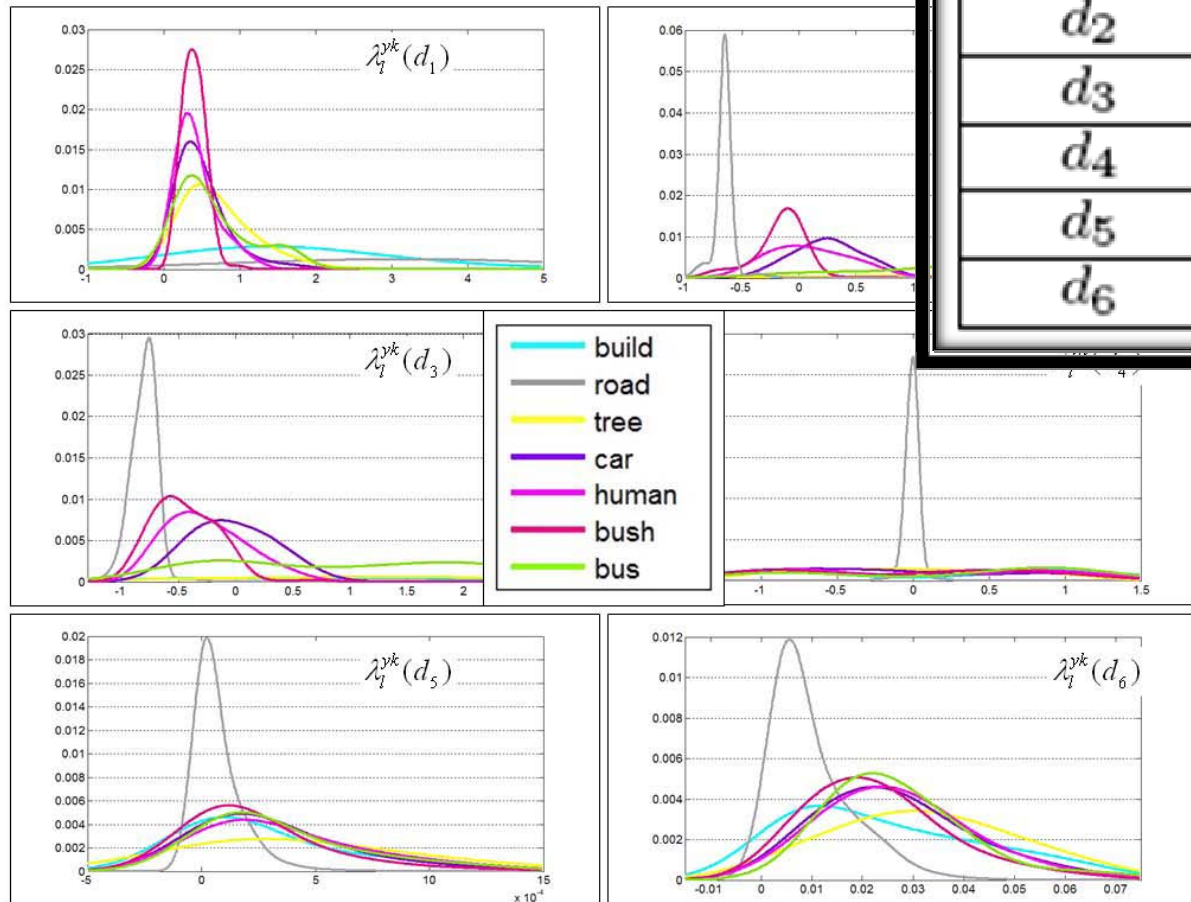 0.03
0.025
0.02
0.015
0.01
0.005
0
-1 0 1 2 3 4 5
λ_l^{yk}(d_1)
0.06
0.05
0.04
0.03
0.02
0.01
0
-1 -0.5 0 0.5
d_2
d_3
d_4
d_5
d_6
0.03
0.025
0.02
0.015
0.01
0.005
0
-1 -0.5 0 0.5 1 1.5 2
λ_l^{yk}(d_3)
build
road
tree
car
human
bush
bus
-1 -0.5 0 0.5 1 1.5
0.02
0.018
0.016
0.014
0.012
0.01
0.008
0.006
0.004
0.002
0
-5 0 5 10 15
x 10^{-4}
λ_l^{yk}(d_5)
0.012
0.01
0.008
0.006
0.004
0.002
0
-0.01 0 0.01 0.02 0.03 0.04 0.05 0.06 0.07
λ_l^{yk}(d_6)